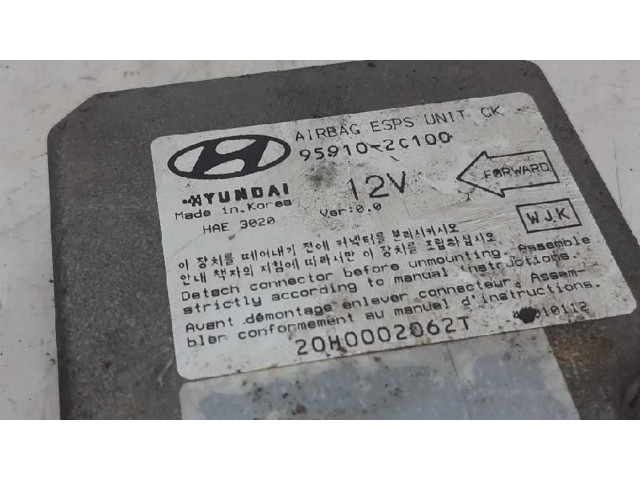 AIRBAG ESPS UNIT GK
95910-2C100
HYUNDAI
12V
FORWARD
Made in Korea
Ver:0.0
HAE 3020
W.J.K
이 장치를 떼어내기 전에 커넥터를 분리시키시오
안내 책자의 지침에 따라서만 이 장치를 조립하십시오
Detach connector before unmounting. Assemble
strictly according to manual instructions.
Avant démontage enlever connecteur. Assem-
bler conformement au manuel d'instructions.
20H0002062T
010112